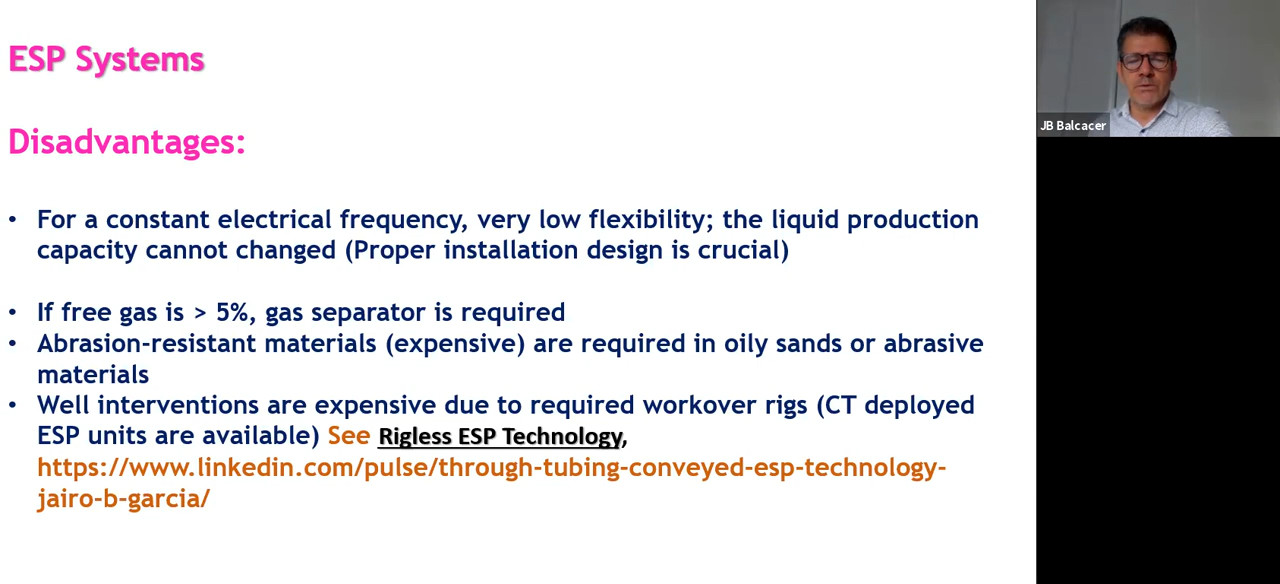 ESP Systems
Disadvantages:
• For a constant electrical frequency, very low flexibility; the liquid production
capacity cannot changed (Proper installation design is crucial)
• If free gas is > 5%, gas separator is required
• Abrasion-resistant materials (expensive) are required in oily sands or abrasive
materials
• Well interventions are expensive due to required workover rigs (CT deployed
ESP units are available) See Rigless ESP Technology,
https://www.linkedin.com/pulse/through-tubing-conveyed-esp-technology-
jairo-b-garcia/
JB Balcacer